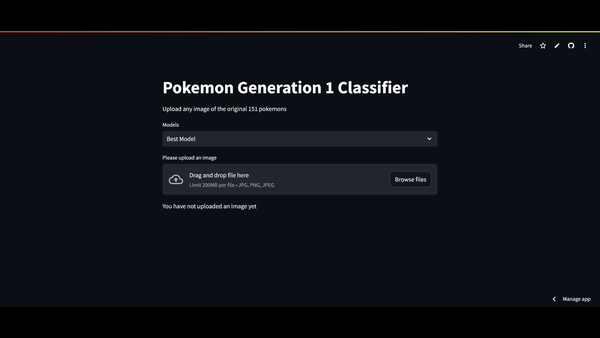 Share
Pokemon Generation 1 Classifier
Upload any image of the original 151 pokemons
Models
Best Model
Please upload an image
Drag and drop file here
Limit 200MB per file • JPG, PNG, JPEG
Browse files
You have not uploaded an image yet
Manage app